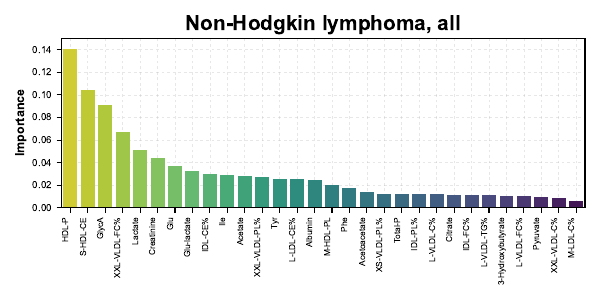 Non-Hodgkin lymphoma, all
Importance
0.14
0.12
0.10
0.08
0.06
0.04
0.02
0.00
HDL-P
S-HDL-CE
GlycA
XXL-VLDL-FC%
Lactate
Creatinine
Glu
Glu-lactate
IDL-CE%
Ile
Acetate
XXL-VLDL-PL%
Tyr
L-LDL-CE%
Albumin
M-HDL-PL
Phe
Acetoacetate
XS-VLDL-PL%
Total-P
IDL-PL%
L-VLDL-C%
Citrate
IDL-FC%
L-VLDL-TG%
3-Hydroxybutyrate
L-VLDL-FC%
Pyruvate
XXL-VLDL-C%
M-LDL-C%